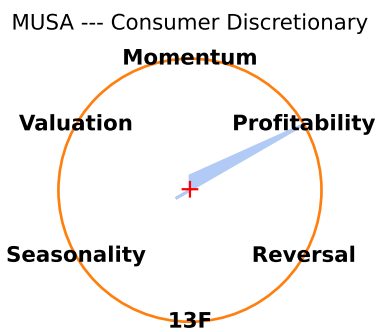 MUSA --- Consumer Discretionary
Momentum
Valuation
Profitability
Seasonality
Reversal
13F